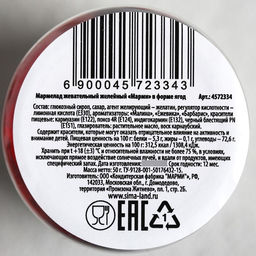 6 900045 723343
Мармелад жевательный желейный «Марми» в форме ягод Арт.: 4572334
Состав: глюкозный сироп, сахар, агент желирующий – желатин, регулятор кислотности –
лимонная кислота (E330), ароматизаторы: «Малина», «Ежевика», «Барбарис», красители
пищевые: кармуазин (E122), понсо 4R (E124), индигокармин (E132), черный блестящий PN
(E151), глазирователь: растительное масло, воск карнаубский.
Содержит красители, которые могут оказывать отрицательное влияние на активность
и внимание детей. Пищевая ценность на 100 г: белки – 5,3 г, жиры – 0,1 г, углеводы – 72,6 г.
Энергетическая ценность на 100 г: 312,5 ккал / 1308,4 кДж.
Хранить при t +18 (±3) °C и относительной влажности не более 75 %, в условиях,
исключающих воздействие солнечных лучей, и вдали от продуктов, имеющих
специфический запах. Дата изготовления: Срок годности: 12 мес.
Масса нетто: 50 г. ТУ 9128-001-50176432-15.
Изготовитель: ООО «Кондитерская фабрика "МАРМИ"», РФ,
142033, Московская обл., г. Домодедово,
территория «Промзона Житнево», стр. 1, ком. 26.
www.sima-land.ru
EAC 1